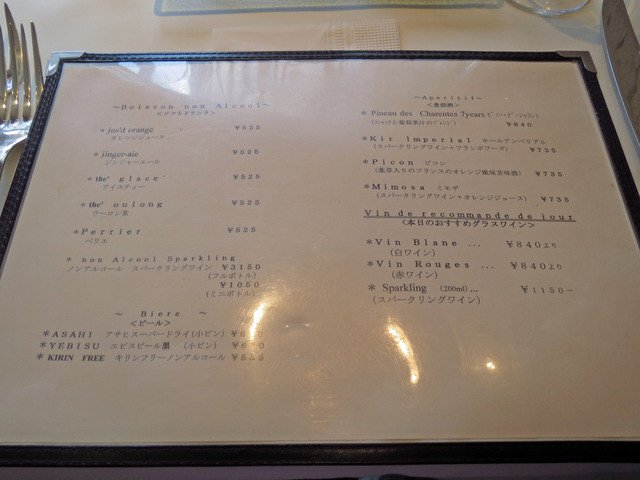 ～Boisson non Alcool～
＜ソフトドリンク＞
＊jus'd orange ￥525
オレンジジュース
＊jinger-aie ￥525
ジンジャーエール
＊the' glace' ￥525
アイスティー
＊the' oulong ￥525
ウーロン茶
＊Perrier ￥525
ペリエ
＊ non Alcool Sparkling
ノンアルコール スパークリングワイン ￥3150
(フルボトル)
￥1050
(ミニボトル)
～ Biere ～
＜ビール＞
＊ASAHI アサヒスーパードライ(小ビン)
＊YEBISU エビスビール黒 (小ビン)
＊KIRIN FREE キリンフリーノンアルコール ￥535
～Aperitif～
＜食前酒＞
＊Pineau des Charentes 7years ﾋﾟﾉｰ･ﾃﾞ･ｼｬﾗﾝﾄ
￥840
＊Kir Imperial キールアンペリアル
(スパークリングワイン＋フランボワーズ) ￥735
＊Picon ピコン
(薬草入りのフランスのオレンジ風味苦味酒) ￥735
＊Mimosa ミモザ
(スパークリングワイン＋オレンジジュース) ￥735
Vin de recommande de jour
＜本日のおすすめグラスワイン＞
＊Vin Blanc ... ￥840より
(白ワイン)
＊Vin Rouges ... ￥840より
(赤ワイン)
＊ Sparkling (200ml)... ￥1150−
(スパークリングワイン)